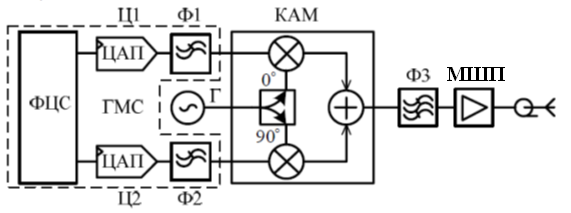 Ц1 Ф1 КАМ
ЦАП
0°
Ф3 МШП
ФЦС ГМС Г
90°
ЦАП
Ц2 Ф2